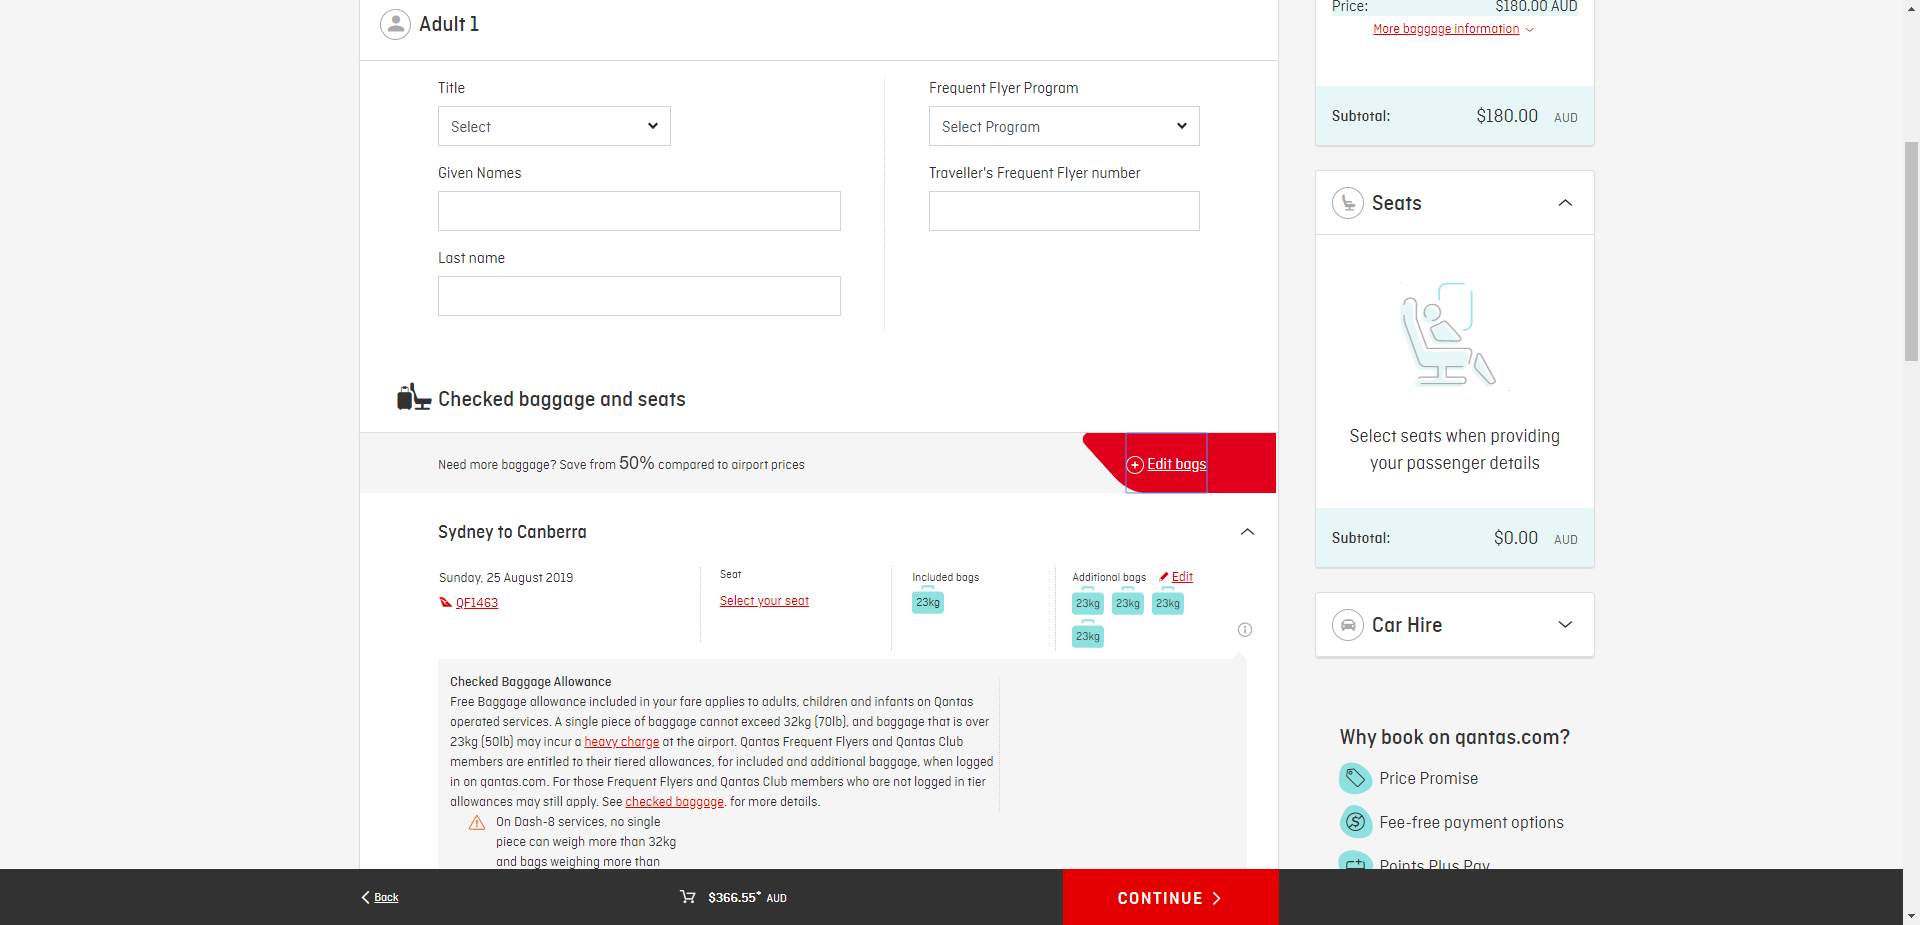 Adult 1
Title
Select
Given Names
Last name
Frequent Flyer Program
Select Program
Traveller's Frequent Flyer number
Checked baggage and seats
Need more baggage? Save from 50% compared to airport prices
Edit bags
Sydney to Canberra
Sunday, 25 August 2019
QF1463
Seat
Select your seat
Included bags
23kg
Additional bags
Edit
23kg 23kg 23kg
23kg
Checked Baggage Allowance
Free Baggage allowance included in your fare applies to adults, children and infants on Qantas
operated services. A single piece of baggage cannot exceed 32kg (70lb), and baggage that is over
23kg (50lb) may incur a heavy charge at the airport. Qantas Frequent Flyers and Qantas Club
members are entitled to their tiered allowances, for included and additional baggage, when logged
in on qantas.com. For those Frequent Flyers and Qantas Club members who are not logged in tier
allowances may still apply. See checked baggage. for more details.
On Dash-8 services, no single
piece can weigh more than 32kg
and bags weighing more than
Price: $180.00 AUD
More baggage information
Subtotal: $180.00 AUD
Seats
Select seats when providing
your passenger details
Subtotal: $0.00 AUD
Car Hire
Why book on qantas.com?
Price Promise
Fee-free payment options
Points Plus Pay
Back
$366.55* AUD
CONTINUE